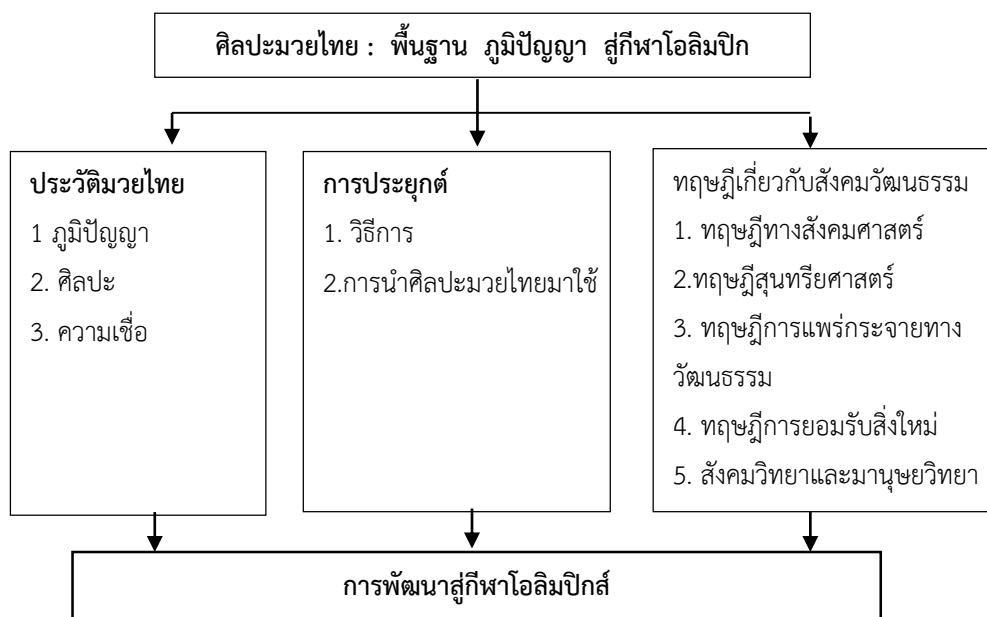 ศิลปะมวยไทย : พื้นฐาน ภูมิปัญญา สู่กีฬาโอลิมปิก
ประวัติมวยไทย
1 ภูมิปัญญา
2. ศิลปะ
3. ความเชื่อ
การประยุกต์
1. วิธีการ
2.การนำศิลปะมวยไทยมาใช้
ทฤษฎีเกี่ยวกับสังคมวัฒนธรรม
1. ทฤษฎีทางสังคมศาสตร์
2.ทฤษฎีสุนทรียศาสตร์
3. ทฤษฎีการแพร่กระจายทาง
วัฒนธรรม
4. ทฤษฎีการยอมรับสิ่งใหม่
5. สังคมวิทยาและมานุษยวิทยา
การพัฒนาสู่กีฬาโอลิมปิกส์